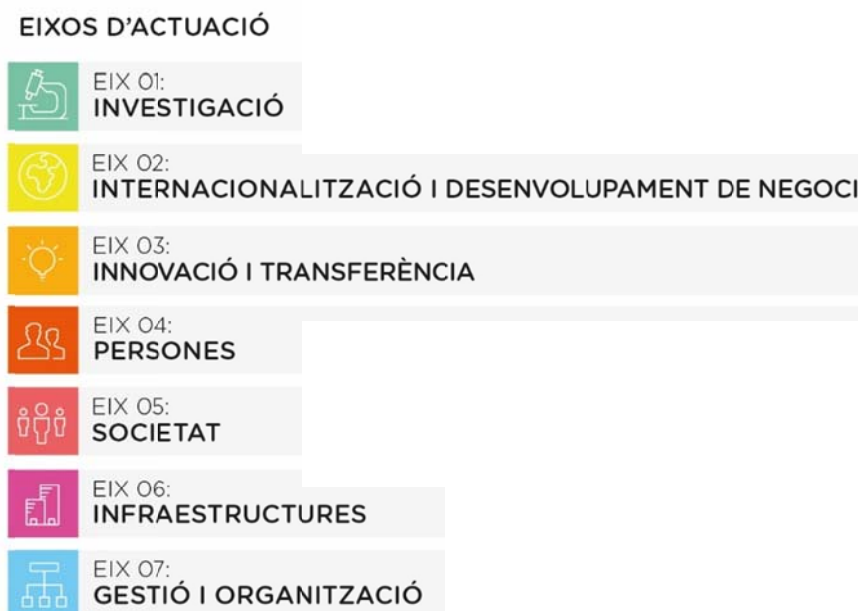 EIXOS D'ACTUACIÓ
EIX 01:
INVESTIGACIÓ
EIX 02:
INTERNACIONALITZACIÓ I DESENVOLUPAMENT DE NEGOCI
EIX 03:
INNOVACIÓ I TRANSFERÈNCIA
EIX 04:
PERSONES
EIX 05:
SOCIETAT
EIX 06:
INFRAESTRUCTURES
EIX 07:
GESTIÓ I ORGANITZACIÓ